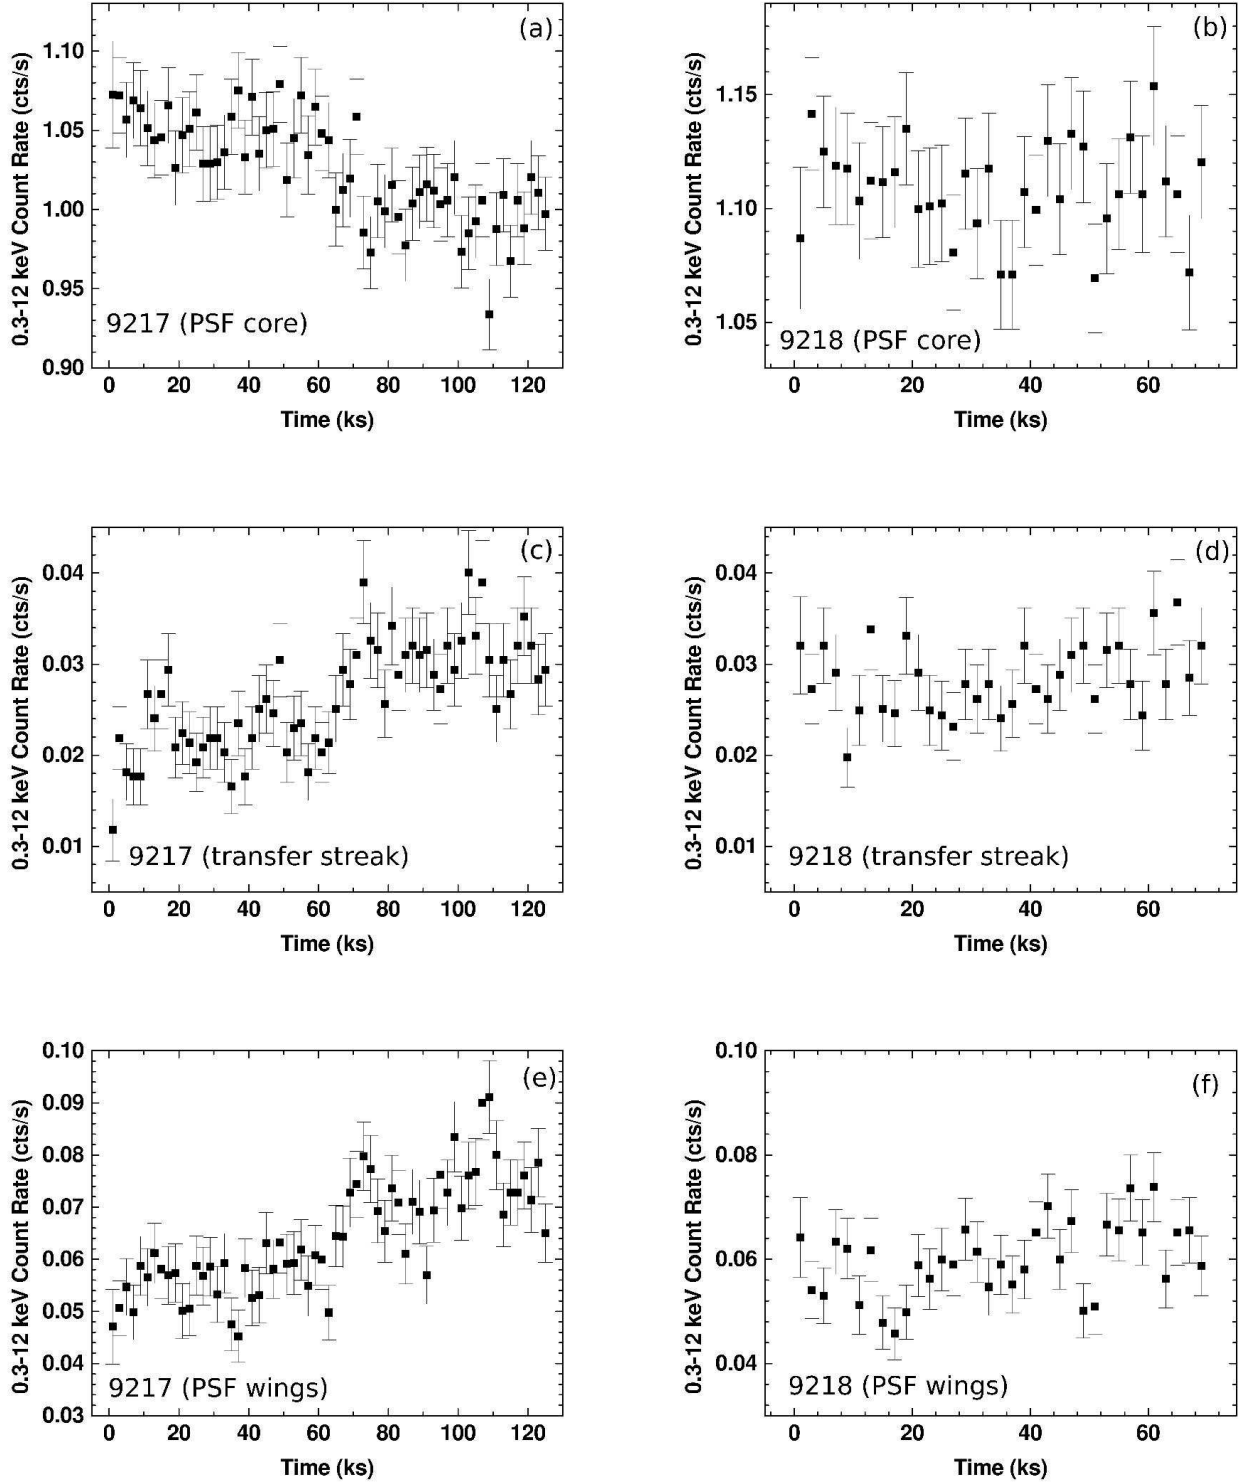 (a)
1.10
1.05
1.00
0.95
0.90
0.3-12 keV Count Rate (cts/s)
9217 (PSF core)
0 20 40 60 80 100 120
Time (ks)
(b)
1.15
1.10
1.05
0.3-12 keV Count Rate (cts/s)
9218 (PSF core)
0 20 40 60
Time (ks)
(c)
0.04
0.03
0.02
0.01
0.3-12 keV Count Rate (cts/s)
9217 (transfer streak)
0 20 40 60 80 100 120
Time (ks)
(d)
0.04
0.03
0.02
0.01
0.3-12 keV Count Rate (cts/s)
9218 (transfer streak)
0 20 40 60
Time (ks)
(e)
0.10
0.09
0.08
0.07
0.06
0.05
0.04
0.03
0.3-12 keV Count Rate (cts/s)
9217 (PSF wings)
0 20 40 60 80 100 120
Time (ks)
(f)
0.10
0.08
0.06
0.04
0.3-12 keV Count Rate (cts/s)
9218 (PSF wings)
0 20 40 60
Time (ks)